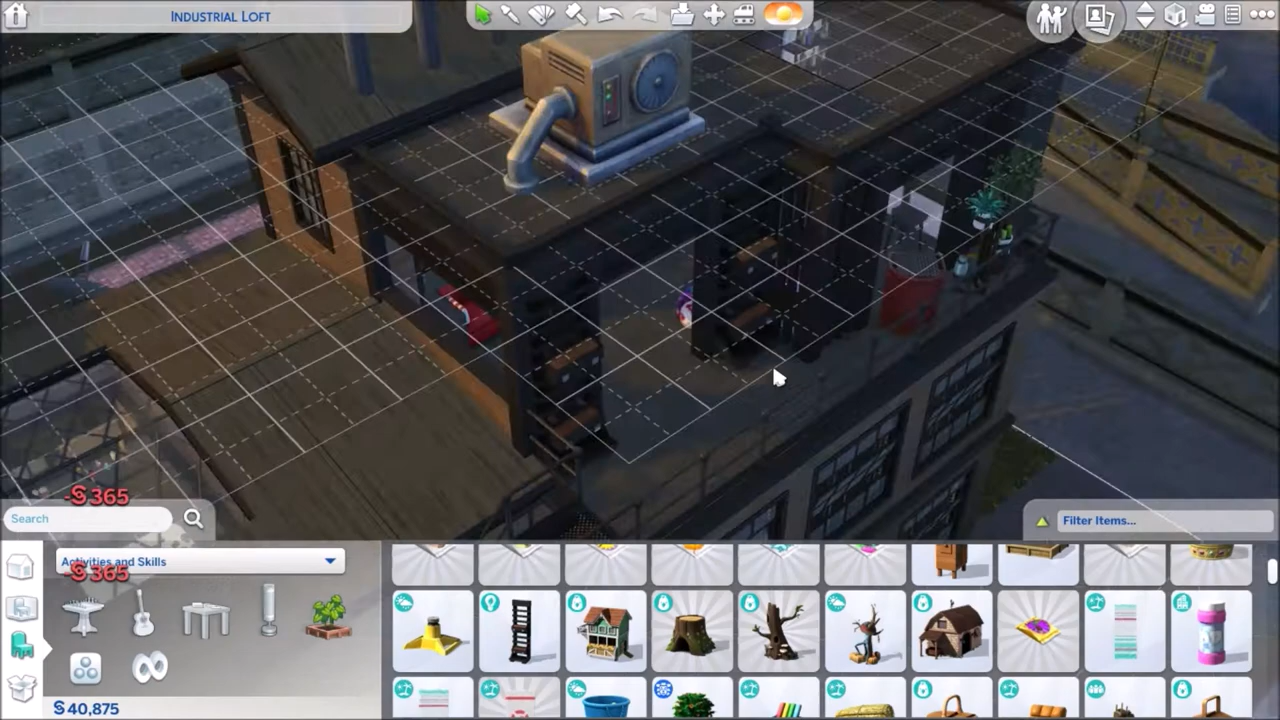 INDUSTRIAL LOFT
-§365
Search
Filter Items...
Activities and Skills
-§365
§40,875